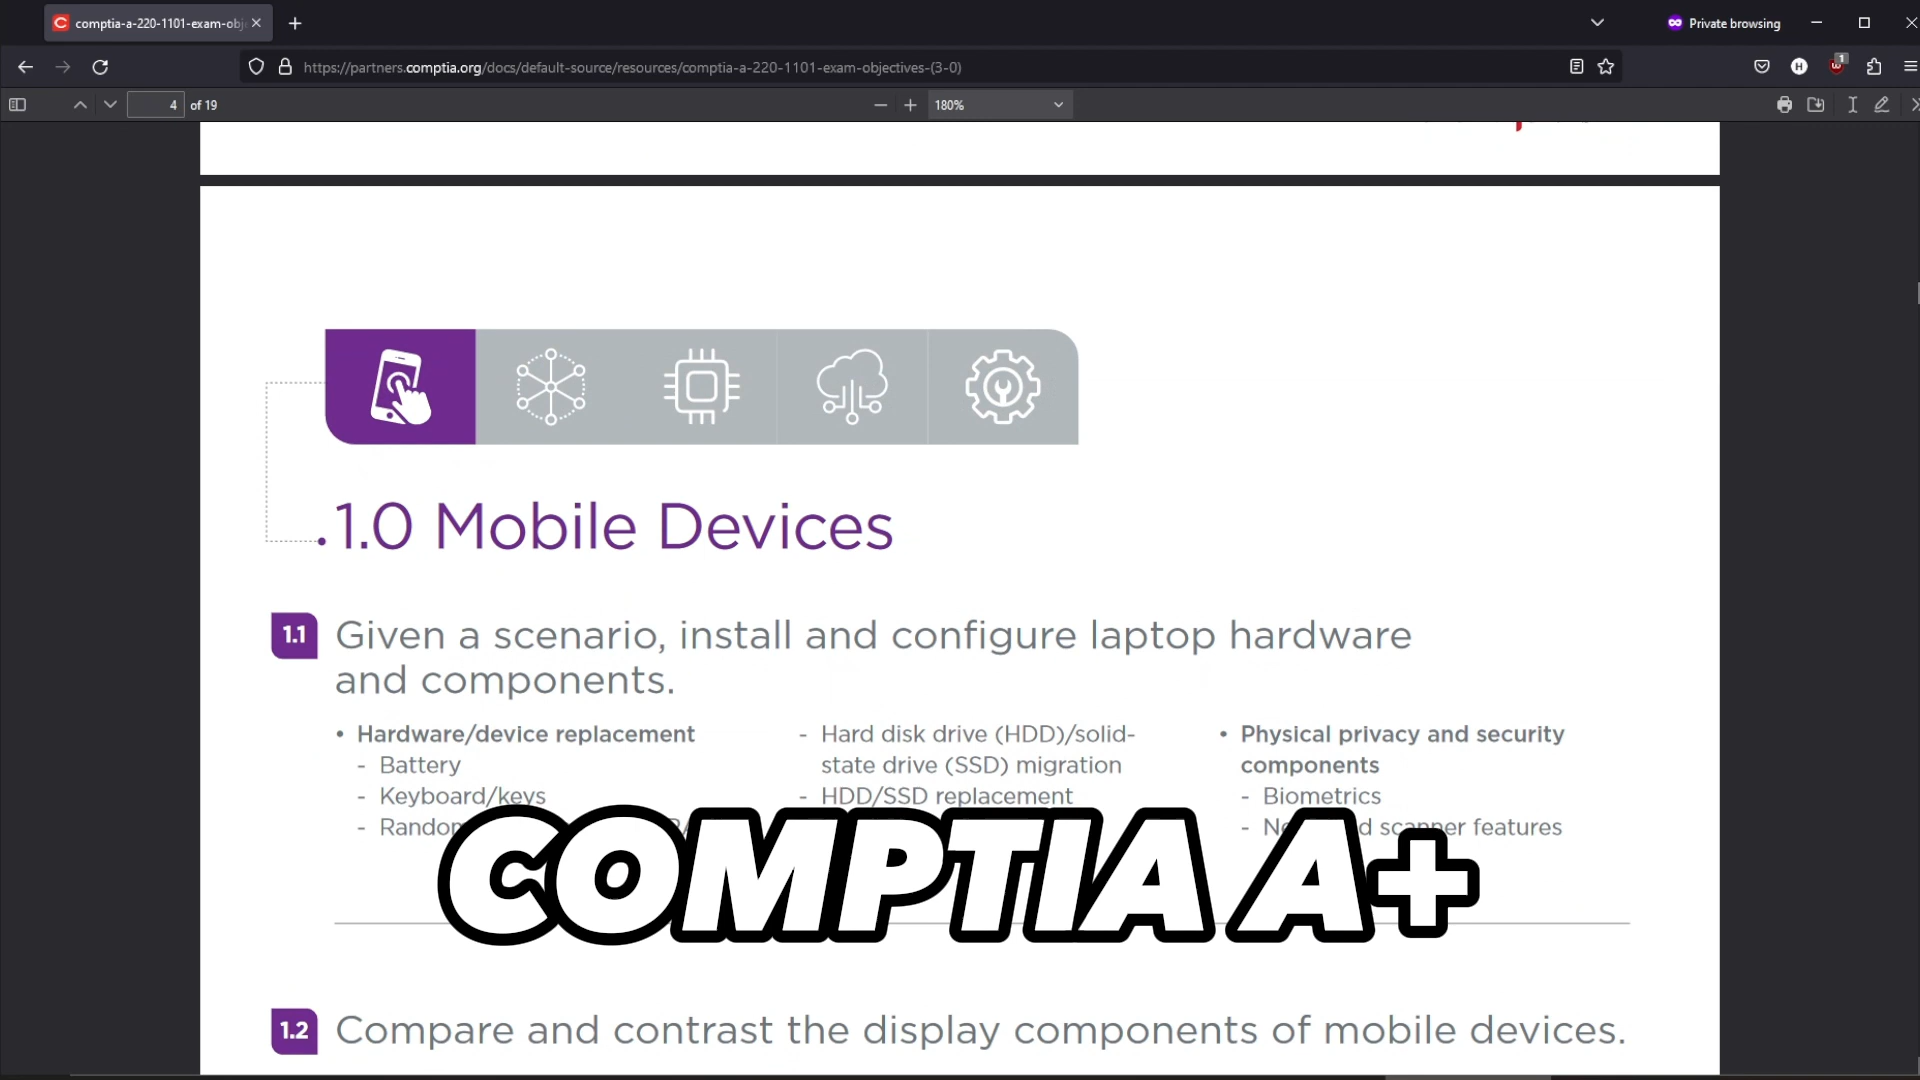 comptia-a-220-1101-exam-obj
Private browsing
https://partners.comptia.org/docs/default-source/resources/comptia-a-220-1101-exam-objectives-(3-0)
1
H
4 of 19
180%
1.0 Mobile Devices
1.1 Given a scenario, install and configure laptop hardware
and components.
• Hardware/device replacement
- Battery
- Keyboard/keys
- Random
- Hard disk drive (HDD)/solid-
state drive (SSD) migration
- HDD/SSD replacement
• Physical privacy and security
components
- Biometrics
- scanner features
COMPTIA A+
1.2 Compare and contrast the display components of mobile devices.